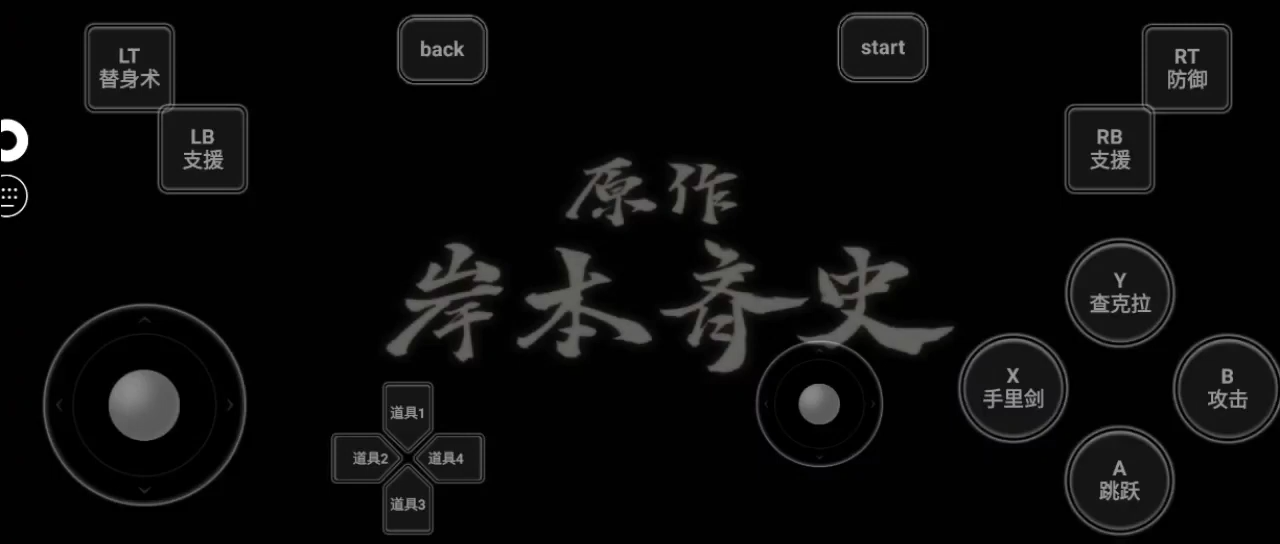 back
start
LT
替身术
RT
防御
LB
支援
RB
支援
原作
岸本斉史
Y
查克拉
X
手里剑
B
攻击
A
跳跃
道具1
道具2
道具4
道具3